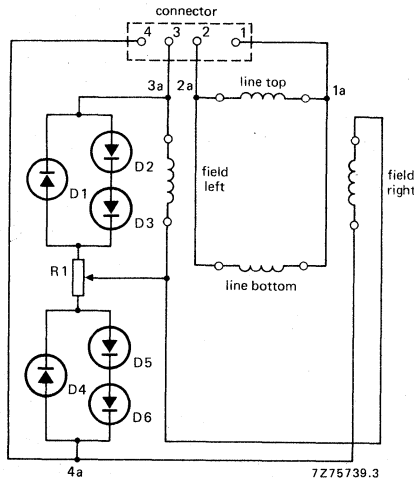 connector
4 3 2 1
3a 2a line top 1a
D2
D1
field
left
field
right
D3
R1
line bottom
D5
D4
D6
4a
7Z75739.3